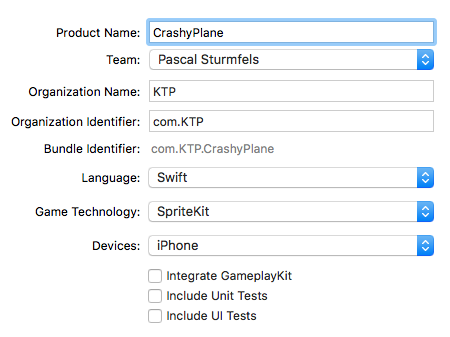 Product Name: CrashyPlane
Team: Pascal Sturmfels
Organization Name: KTP
Organization Identifier: com.KTP
Bundle Identifier: com.KTP.CrashyPlane
Language: Swift
Game Technology: SpriteKit
Devices: iPhone
Integrate GameplayKit
Include Unit Tests
Include UI Tests